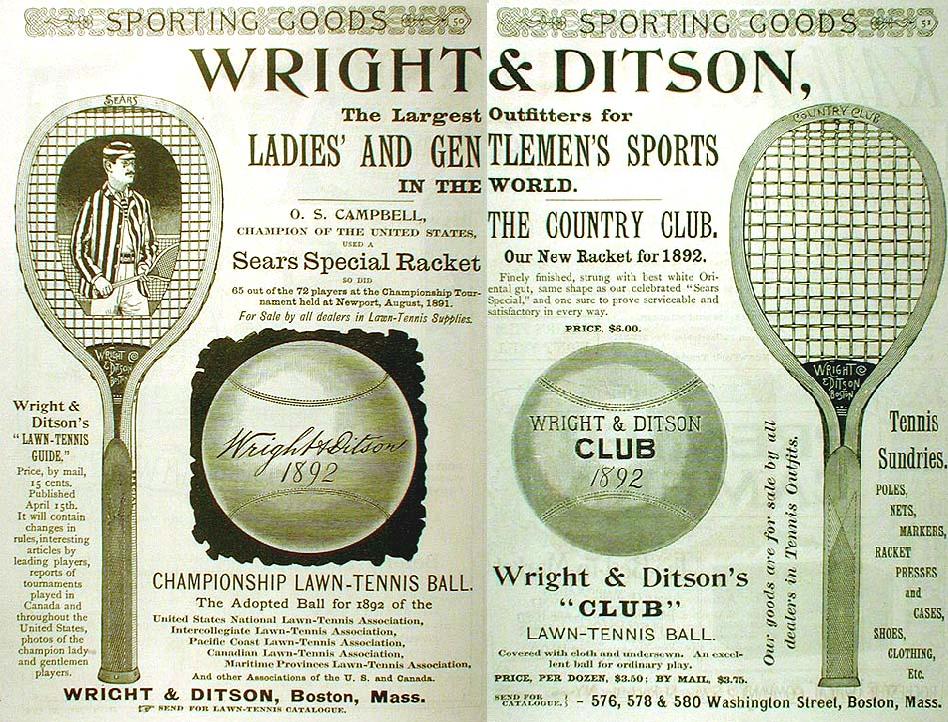 SPORTING GOODS 50
SPORTING GOODS 51
WRIGHT & DITSON,
The Largest Outfitters for
LADIES' AND GENTLEMEN'S SPORTS
IN THE WORLD.
SEARS
WRIGHT &
DITSON
BOSTON
O. S. CAMPBELL,
CHAMPION OF THE UNITED STATES,
USED A
Sears Special Racket
SO DID
65 out of the 72 players at the Championship Tour-
nament held at Newport, August, 1891.
For Sale by all dealers in Lawn-Tennis Supplies.
Wright &
Ditson's
"LAWN-TENNIS
GUIDE."
Price, by mail,
15 cents.
Published
April 15th.
It will contain
changes in
rules, interesting
articles by
leading players,
reports of
tournaments
played in
Canada and
throughout the
United States,
photos of the
champion lady
and gentlemen
players.
Wright & Ditson
1892
CHAMPIONSHIP LAWN-TENNIS BALL.
The Adopted Ball for 1892 of the
United States National Lawn-Tennis Association,
Intercollegiate Lawn-Tennis Association,
Pacific Coast Lawn-Tennis Association,
Canadian Lawn-Tennis Association,
Maritime Provinces Lawn-Tennis Association,
And other Associations of the U. S. and Canada.
WRIGHT & DITSON, Boston, Mass.
SEND FOR LAWN-TENNIS CATALOGUE.
THE COUNTRY CLUB.
Our New Racket for 1892.
Finely finished, strung with best white Ori-
ental gut, same shape as our celebrated "Sears
Special," and one sure to prove serviceable and
satisfactory in every way.
PRICE, $6.00.
COUNTRY CLUB
WRIGHT &
DITSON
BOSTON
WRIGHT & DITSON
CLUB
1892
Wright & Ditson's
"CLUB"
LAWN-TENNIS BALL.
Covered with cloth and undersewn. An excel-
lent ball for ordinary play.
PRICE, PER DOZEN, $3.50; BY MAIL, $3.75.
Our goods are for sale by all
dealers in Tennis Outfits.
Tennis
Sundries.
POLES,
NETS,
MARKERS,
RACKET
PRESSES
and
CASES,
SHOES,
CLOTHING,
Etc.
SEND FOR
CATALOGUE. } - 576, 578 & 580 Washington Street, Boston, Mass.